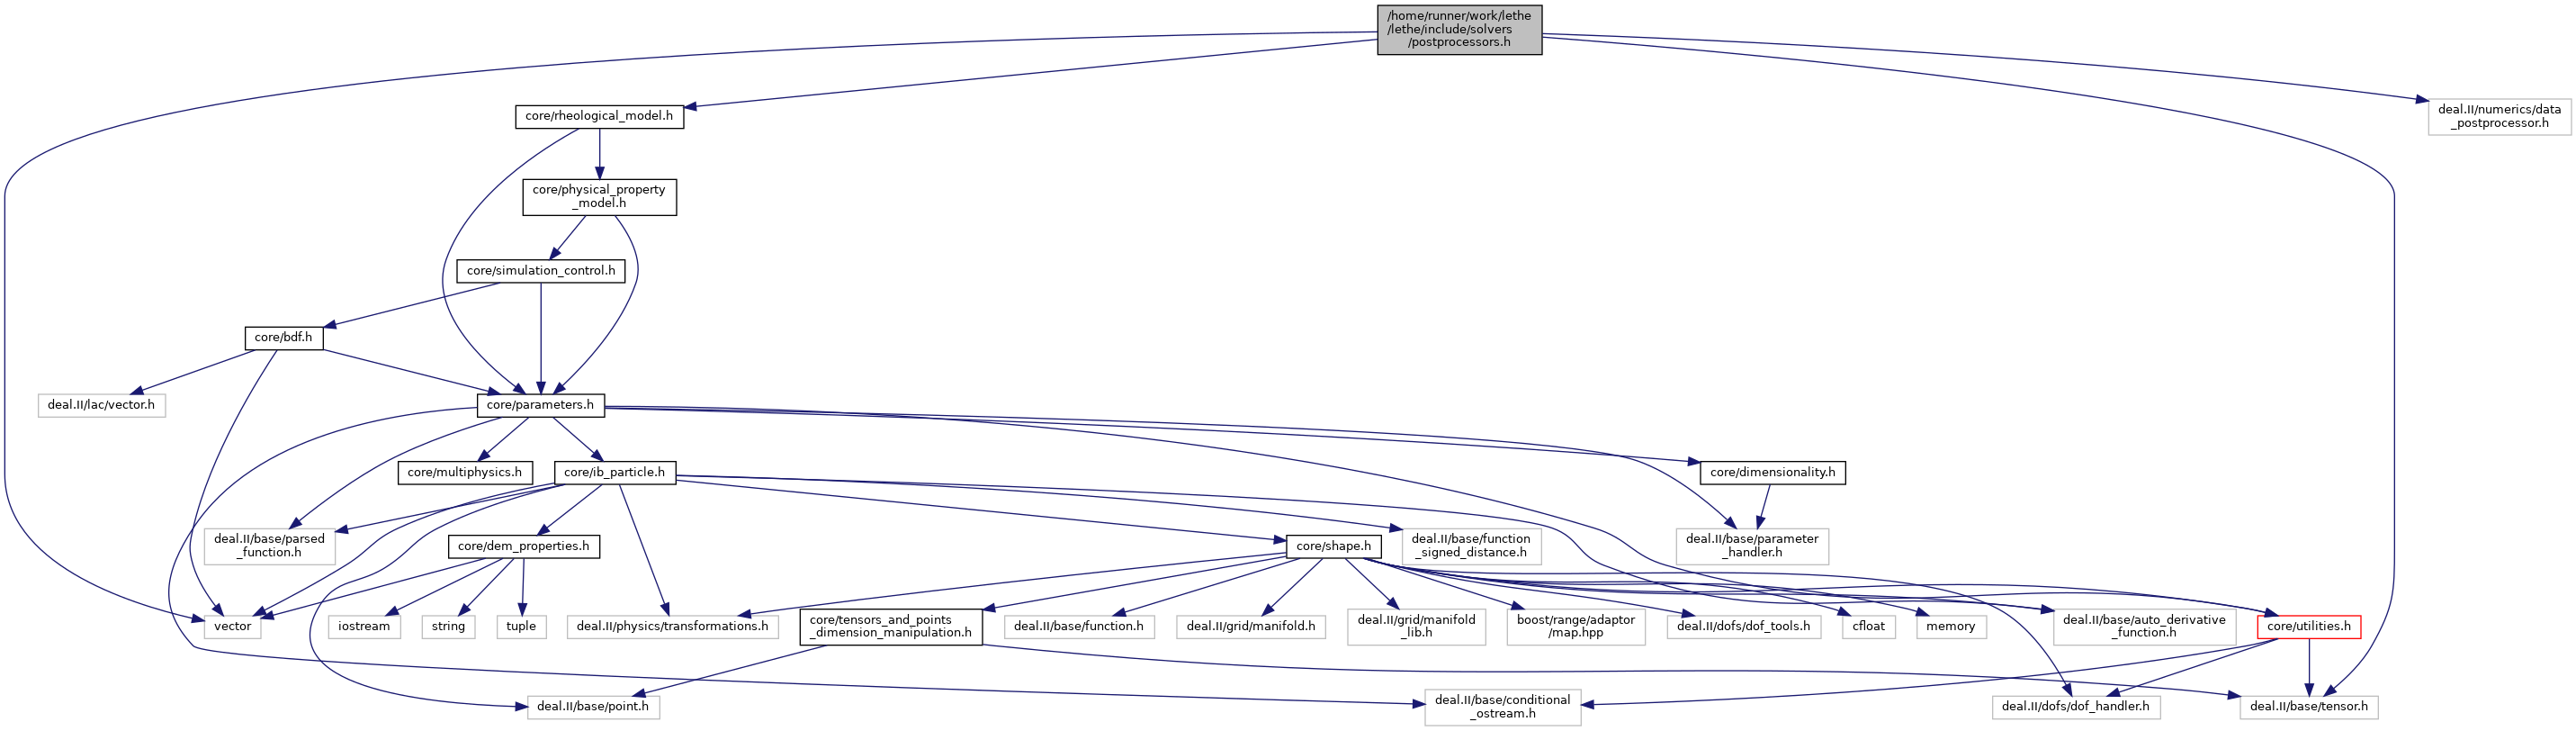 /home/runner/work/lethe
/lethe/include/solvers
/postprocessors.h
deal.II/numerics/data
_postprocessor.h
core/rheological_model.h
core/physical_property
_model.h
core/simulation_control.h
core/bdf.h
deal.II/lac/vector.h
core/parameters.h
core/multiphysics.h
core/ib_particle.h
core/dimensionality.h
deal.II/base/parsed
_function.h
core/dem_properties.h
core/shape.h
deal.II/base/function
_signed_distance.h
deal.II/base/parameter
_handler.h
vector
iostream
string
tuple
deal.II/physics/transformations.h
core/tensors_and_points
_dimension_manipulation.h
deal.II/base/function.h
deal.II/grid/manifold.h
deal.II/grid/manifold
_lib.h
boost/range/adaptor
/map.hpp
deal.II/dofs/dof_tools.h
cfloat
memory
deal.II/base/auto_derivative
_function.h
core/utilities.h
deal.II/base/point.h
deal.II/base/conditional
_ostream.h
deal.II/dofs/dof_handler.h
deal.II/base/tensor.h